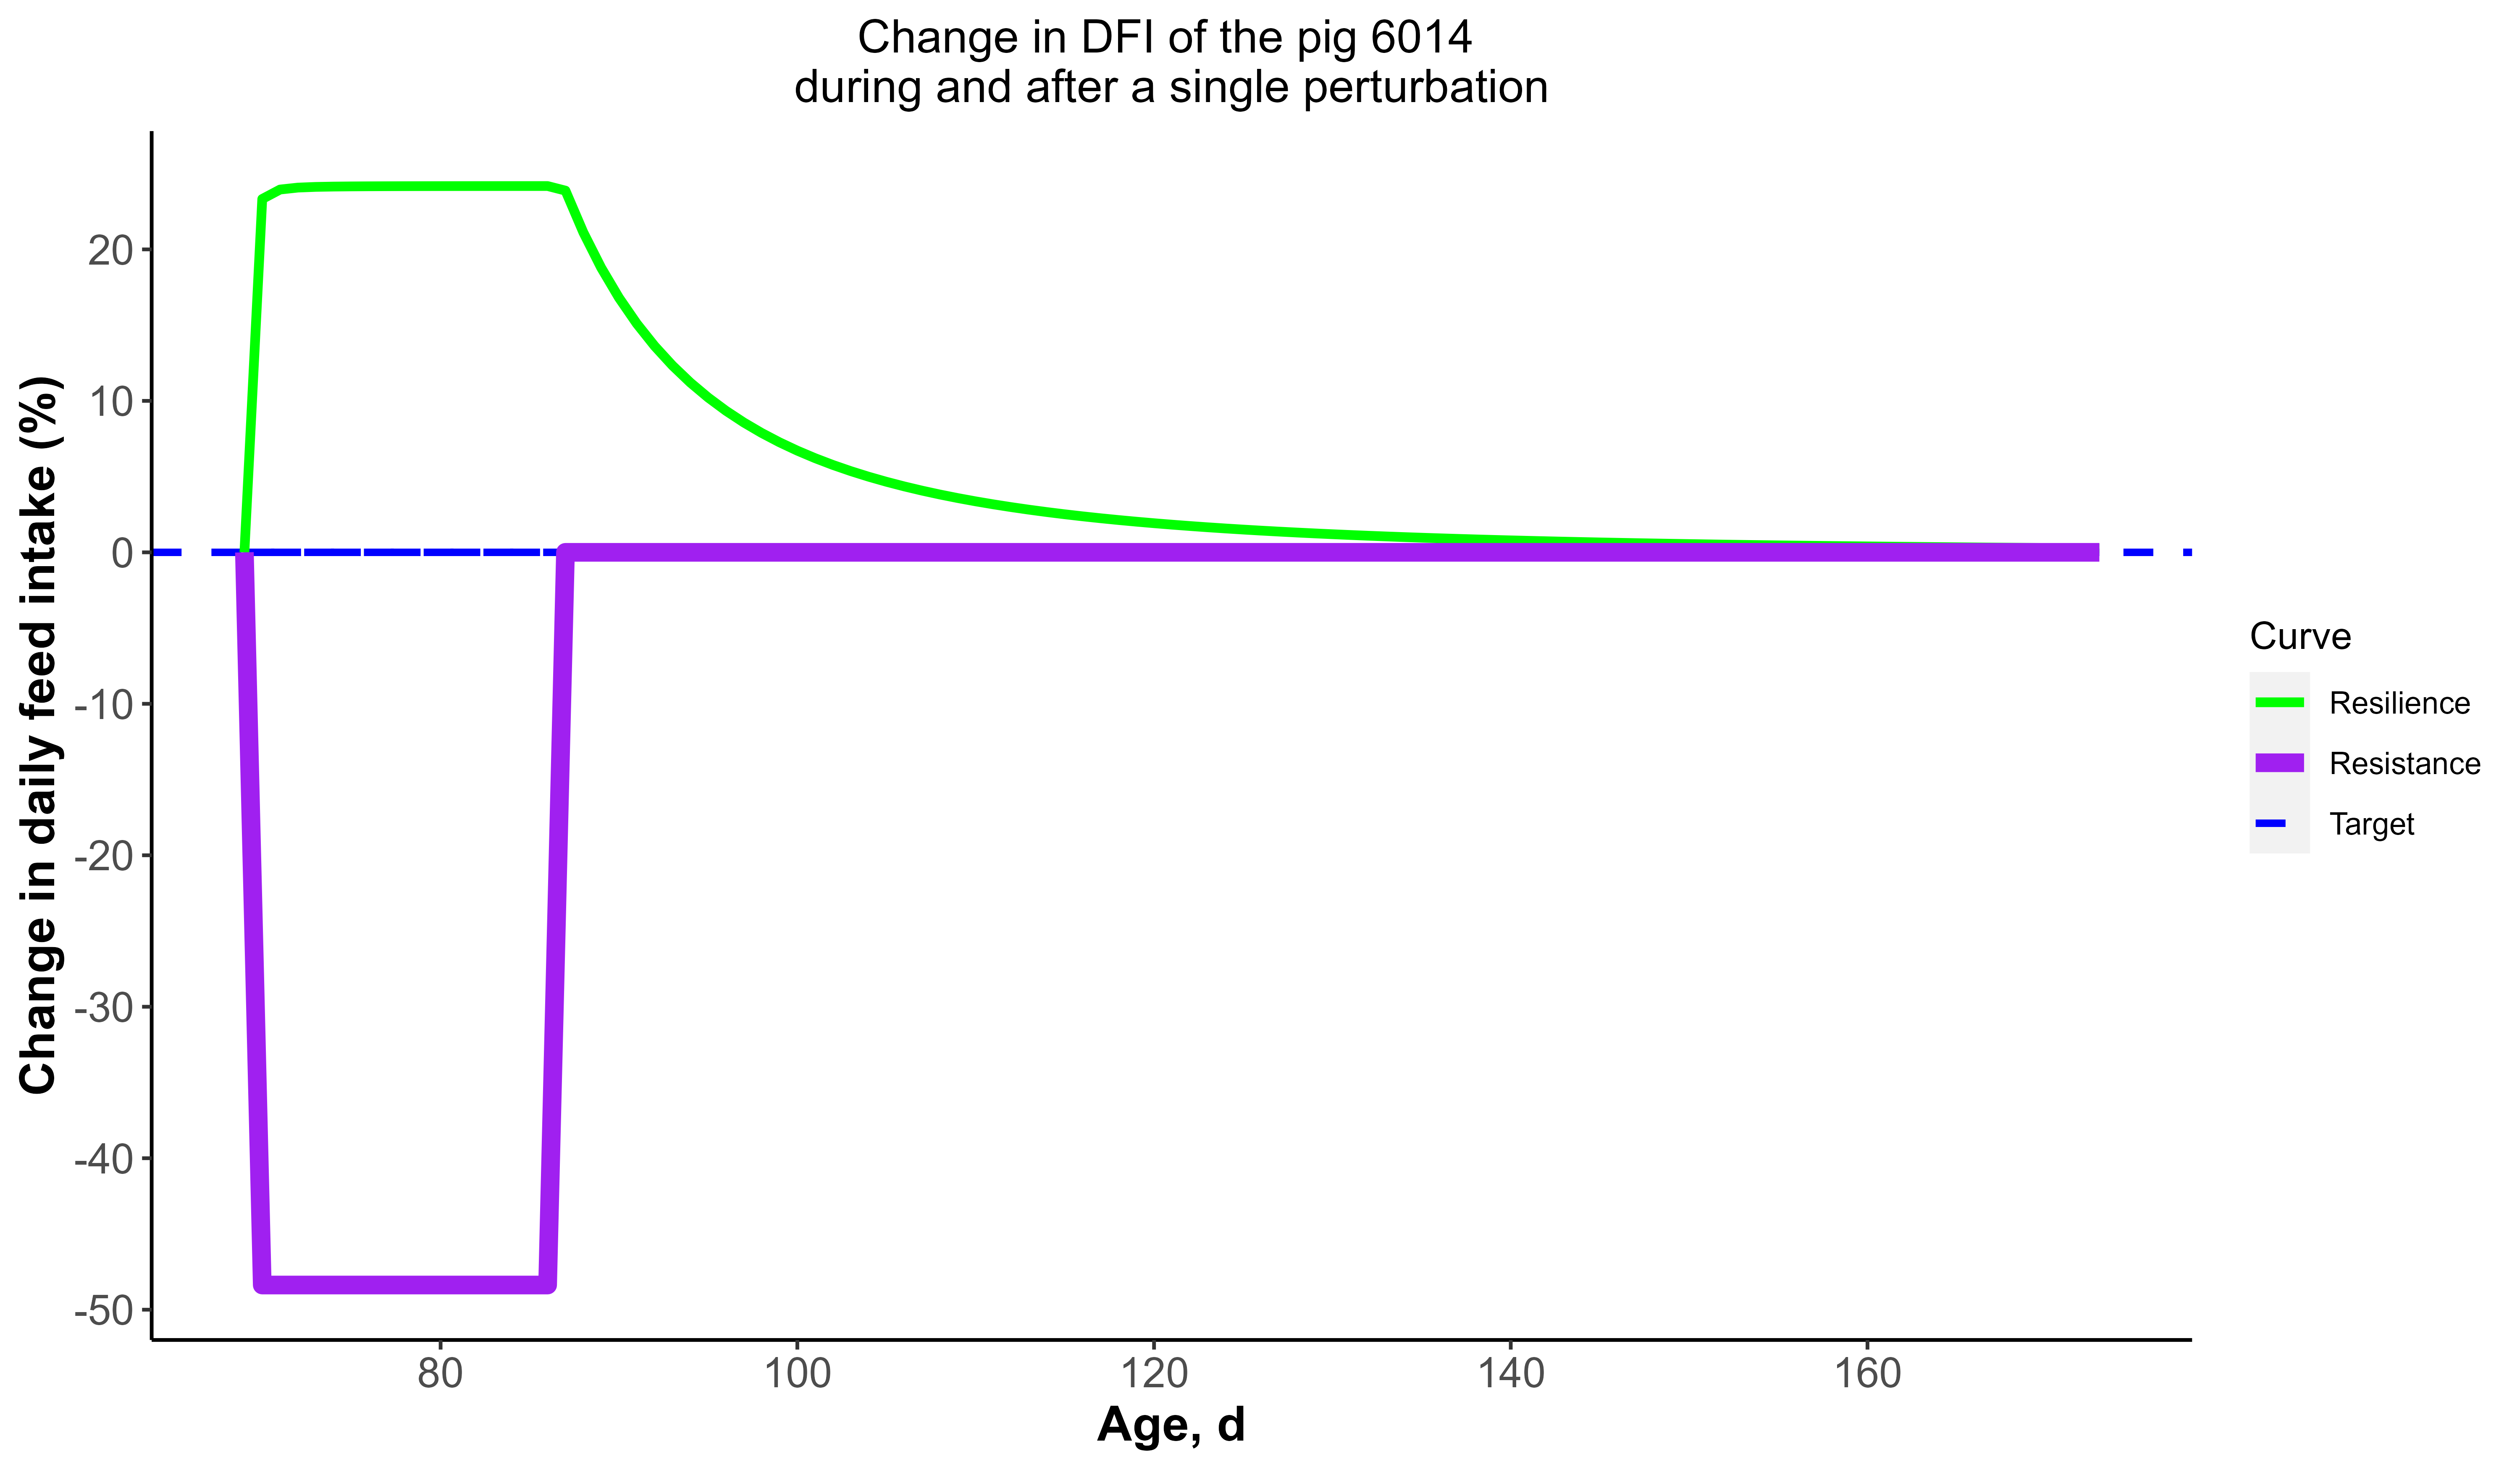 Change in DFI of the pig 6014
during and after a single perturbation
Change in daily feed intake (%)
20
10
0
-10
-20
-30
-40
-50
80
100
120
140
160
Age, d
Curve
Resilience
Resistance
Target